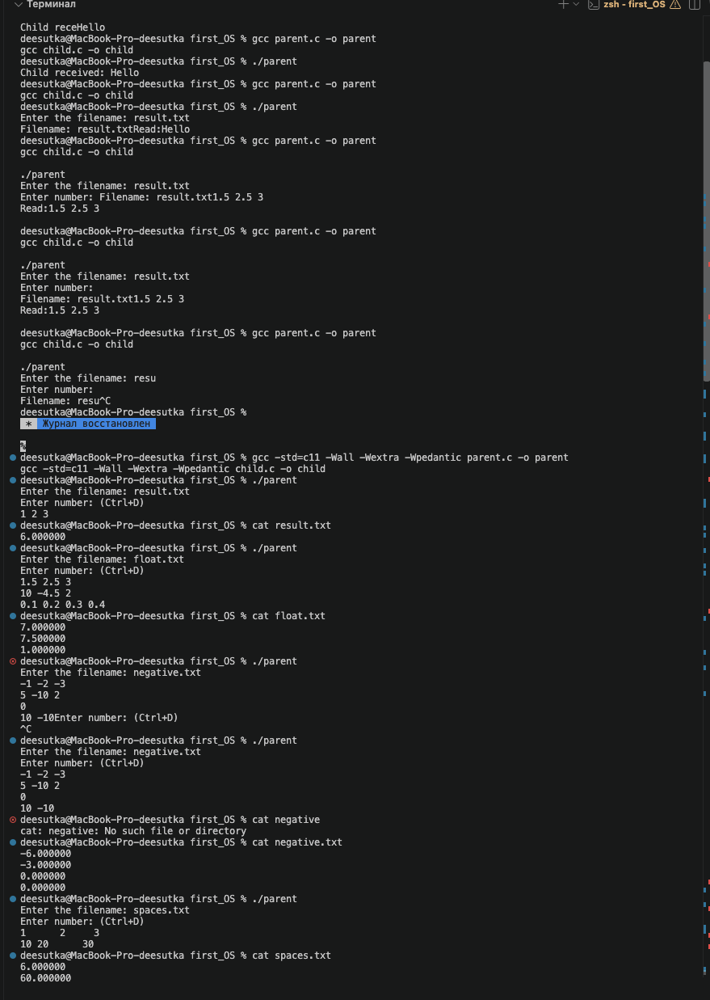 Терминал
zsh - first_OS
Child receHello
deesutka@MacBook-Pro-deesutka first_OS % gcc parent.c -o parent
gcc child.c -o child
deesutka@MacBook-Pro-deesutka first_OS % ./parent
Child received: Hello
deesutka@MacBook-Pro-deesutka first_OS % gcc parent.c -o parent
gcc child.c -o child
deesutka@MacBook-Pro-deesutka first_OS % ./parent
Enter the filename: result.txt
Filename: result.txtRead:Hello
deesutka@MacBook-Pro-deesutka first_OS % gcc parent.c -o parent
gcc child.c -o child
./parent
Enter the filename: result.txt
Enter number: Filename: result.txt1.5 2.5 3
Read:1.5 2.5 3
deesutka@MacBook-Pro-deesutka first_OS % gcc parent.c -o parent
gcc child.c -o child
./parent
Enter the filename: result.txt
Enter number:
Filename: result.txt1.5 2.5 3
Read:1.5 2.5 3
deesutka@MacBook-Pro-deesutka first_OS % gcc parent.c -o parent
gcc child.c -o child
./parent
Enter the filename: resu
Enter number:
Filename: resu^C
deesutka@MacBook-Pro-deesutka first_OS %
* Журнал восстановлен
%
deesutka@MacBook-Pro-deesutka first_OS % gcc -std=c11 -Wall -Wextra -Wpedantic parent.c -o parent
gcc -std=c11 -Wall -Wextra -Wpedantic child.c -o child
deesutka@MacBook-Pro-deesutka first_OS % ./parent
Enter the filename: result.txt
Enter number: (Ctrl+D)
1 2 3
deesutka@MacBook-Pro-deesutka first_OS % cat result.txt
6.000000
deesutka@MacBook-Pro-deesutka first_OS % ./parent
Enter the filename: float.txt
Enter number: (Ctrl+D)
1.5 2.5 3
10 -4.5 2
0.1 0.2 0.3 0.4
deesutka@MacBook-Pro-deesutka first_OS % cat float.txt
7.000000
7.500000
1.000000
deesutka@MacBook-Pro-deesutka first_OS % ./parent
Enter the filename: negative.txt
-1 -2 -3
5 -10 2
0
10 -10Enter number: (Ctrl+D)
^C
deesutka@MacBook-Pro-deesutka first_OS % ./parent
Enter the filename: negative.txt
Enter number: (Ctrl+D)
-1 -2 -3
5 -10 2
0
10 -10
deesutka@MacBook-Pro-deesutka first_OS % cat negative
cat: negative: No such file or directory
deesutka@MacBook-Pro-deesutka first_OS % cat negative.txt
-6.000000
-3.000000
0.000000
0.000000
deesutka@MacBook-Pro-deesutka first_OS % ./parent
Enter the filename: spaces.txt
Enter number: (Ctrl+D)
1      2     3
10 20      30
deesutka@MacBook-Pro-deesutka first_OS % cat spaces.txt
6.000000
60.000000